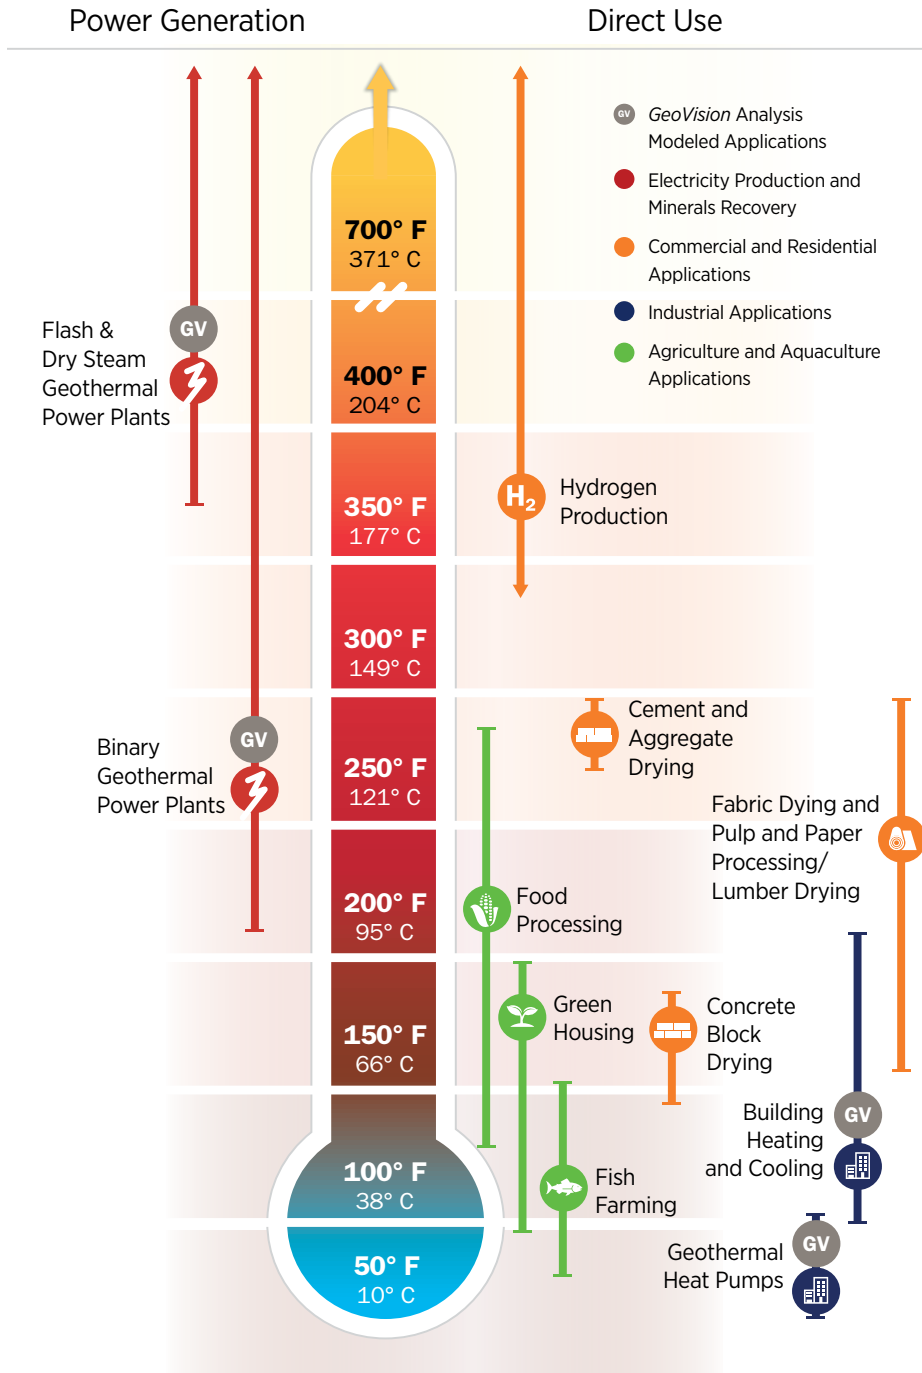 Power Generation
Direct Use
GV
GeoVision Analysis
Modeled Applications
Electricity Production and
Minerals Recovery
Commercial and Residential
Applications
Industrial Applications
Agriculture and Aquaculture
Applications
700° F
371° C
GV
Flash &
Dry Steam
Geothermal
Power Plants
400° F
204° C
350° F
177° C
H2
Hydrogen
Production
300° F
149° C
GV
Binary
Geothermal
Power Plants
250° F
121° C
Cement and
Aggregate
Drying
Fabric Dying and
Pulp and Paper
Processing/
Lumber Drying
200° F
95° C
Food
Processing
150° F
66° C
Green
Housing
Concrete
Block
Drying
Building
Heating
and Cooling
GV
100° F
38° C
Fish
Farming
50° F
10° C
Geothermal
Heat Pumps
GV